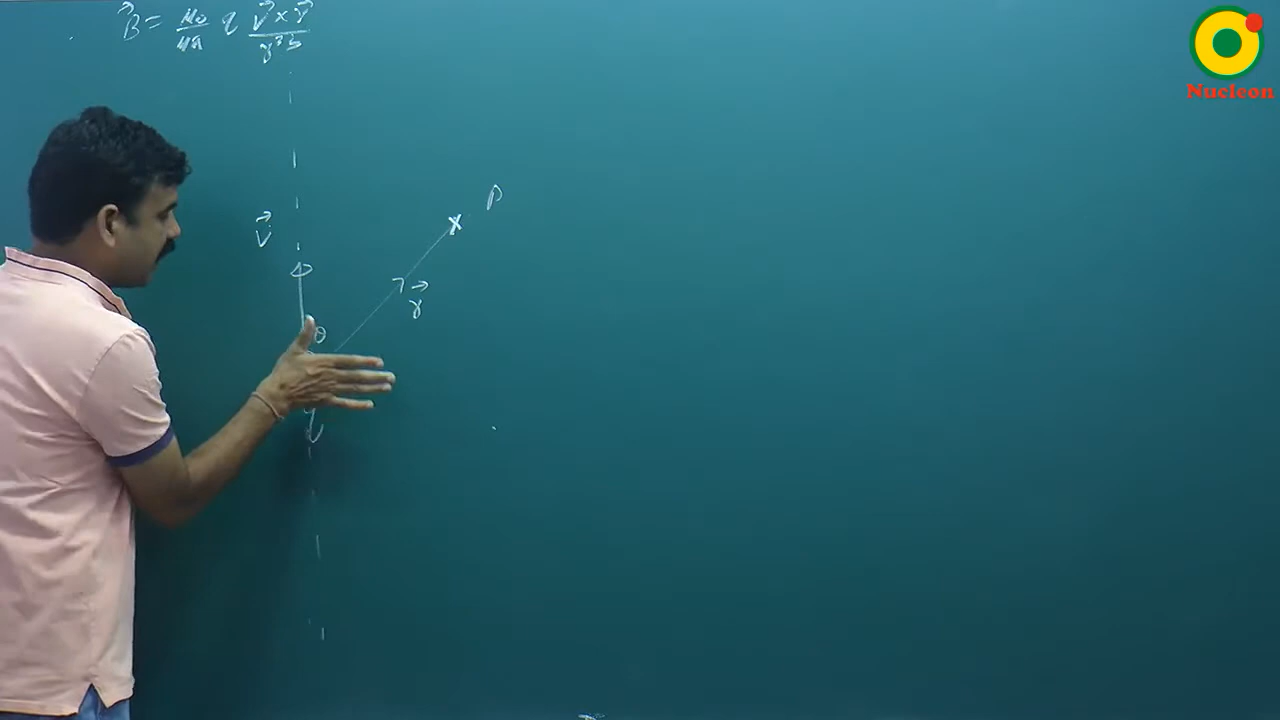 B⃗ = μ₀/4π q v⃗ × r⃗/r³
Nucleon
P
v⃗
r⃗
θ
q